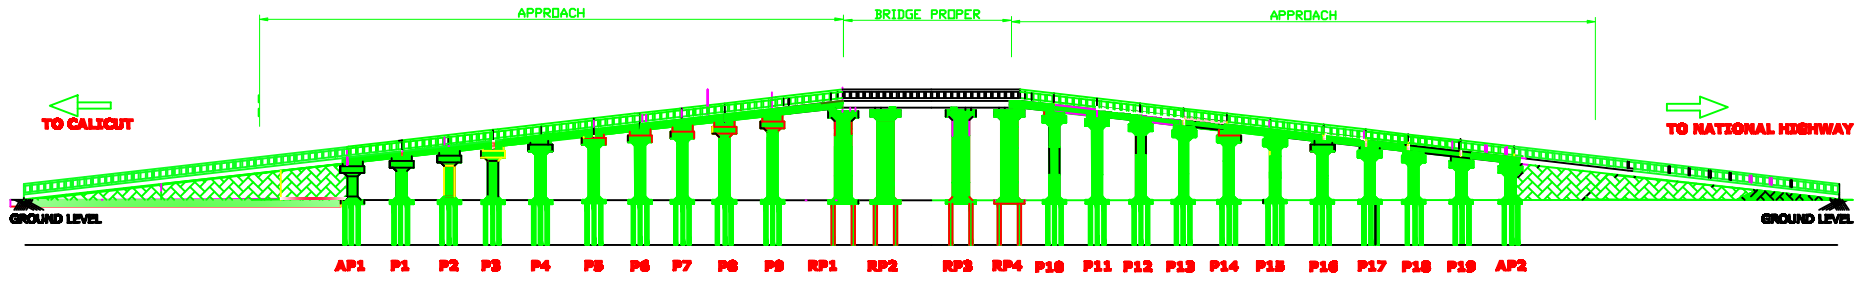 APPROACH
BRIDGE PROPER
APPROACH
TO CALICUT
TO NATIONAL HIGHWAY
GROUND LEVEL
GROUND LEVEL
AP1 P1 P2 P3 P4 P5 P6 P7 P8 P9 RP1 RP2 RP3 RP4 P10 P11 P12 P13 P14 P15 P16 P17 P18 P19 AP2